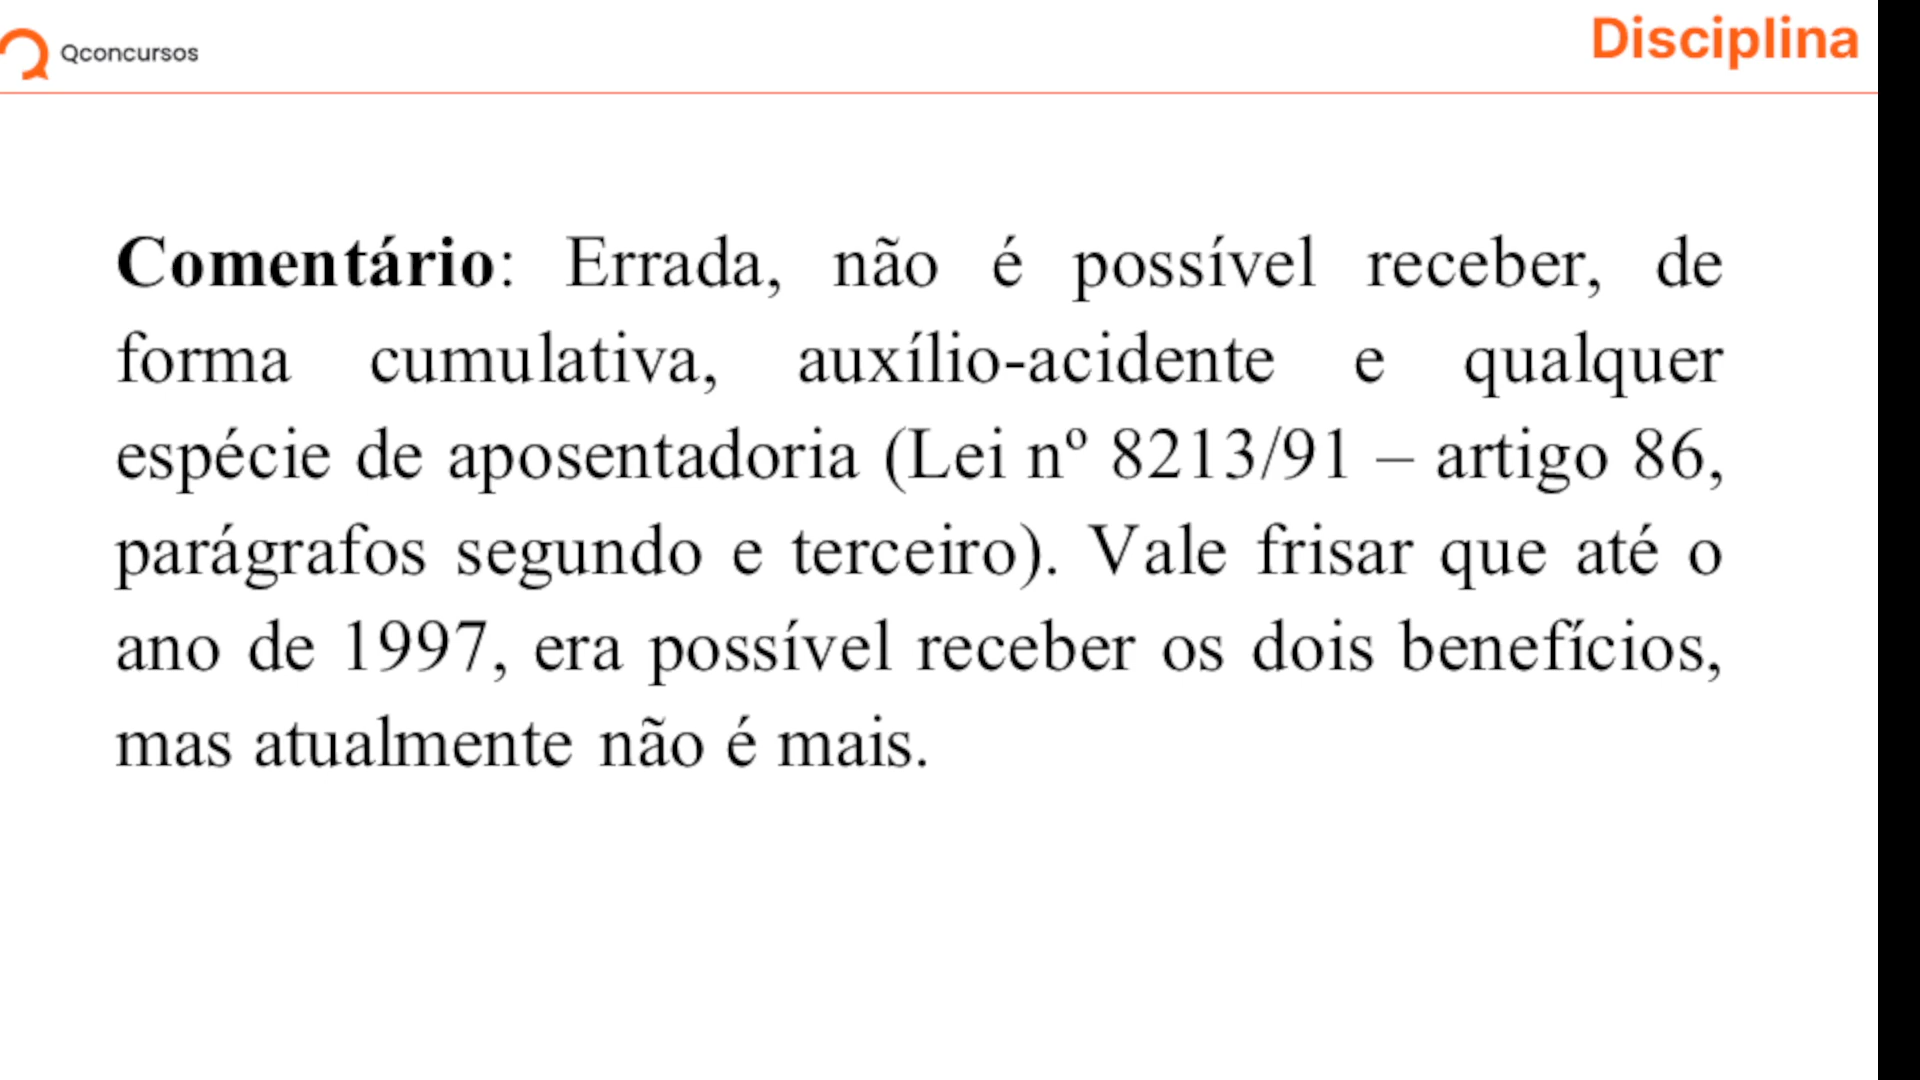 Qconcursos
Disciplina
Comentário: Errada, não é possível receber, de
forma cumulativa, auxílio-acidente e qualquer
espécie de aposentadoria (Lei nº 8213/91 – artigo 86,
parágrafos segundo e terceiro). Vale frisar que até o
ano de 1997, era possível receber os dois benefícios,
mas atualmente não é mais.